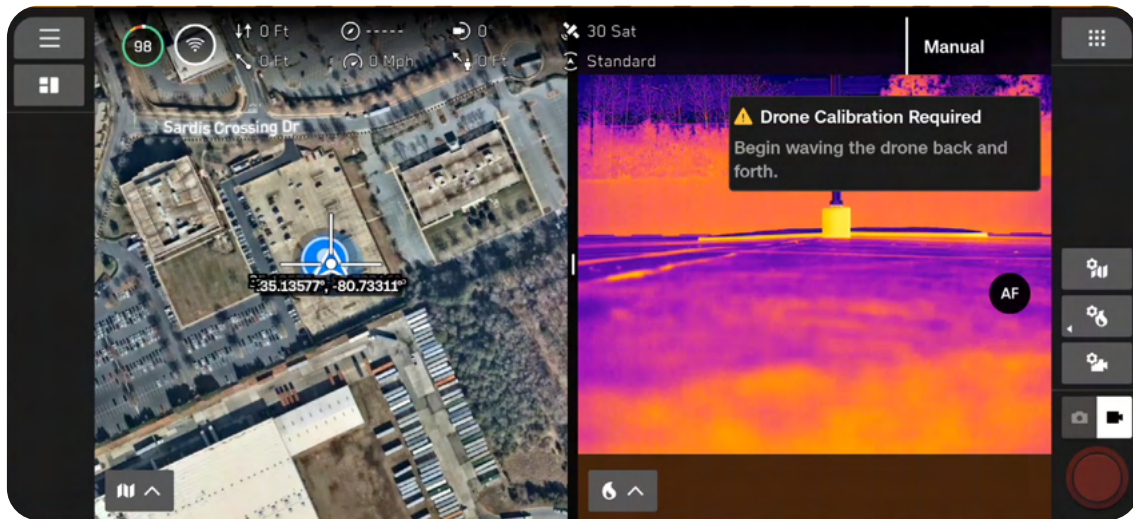 98
0 Ft
-----
0
30 Sat
0 Ft
0 Mph
0 Ft
Standard
Manual
Sardis Crossing Dr
Drone Calibration Required
Begin waving the drone back and
forth.
35.13577°, -80.73311°
AF